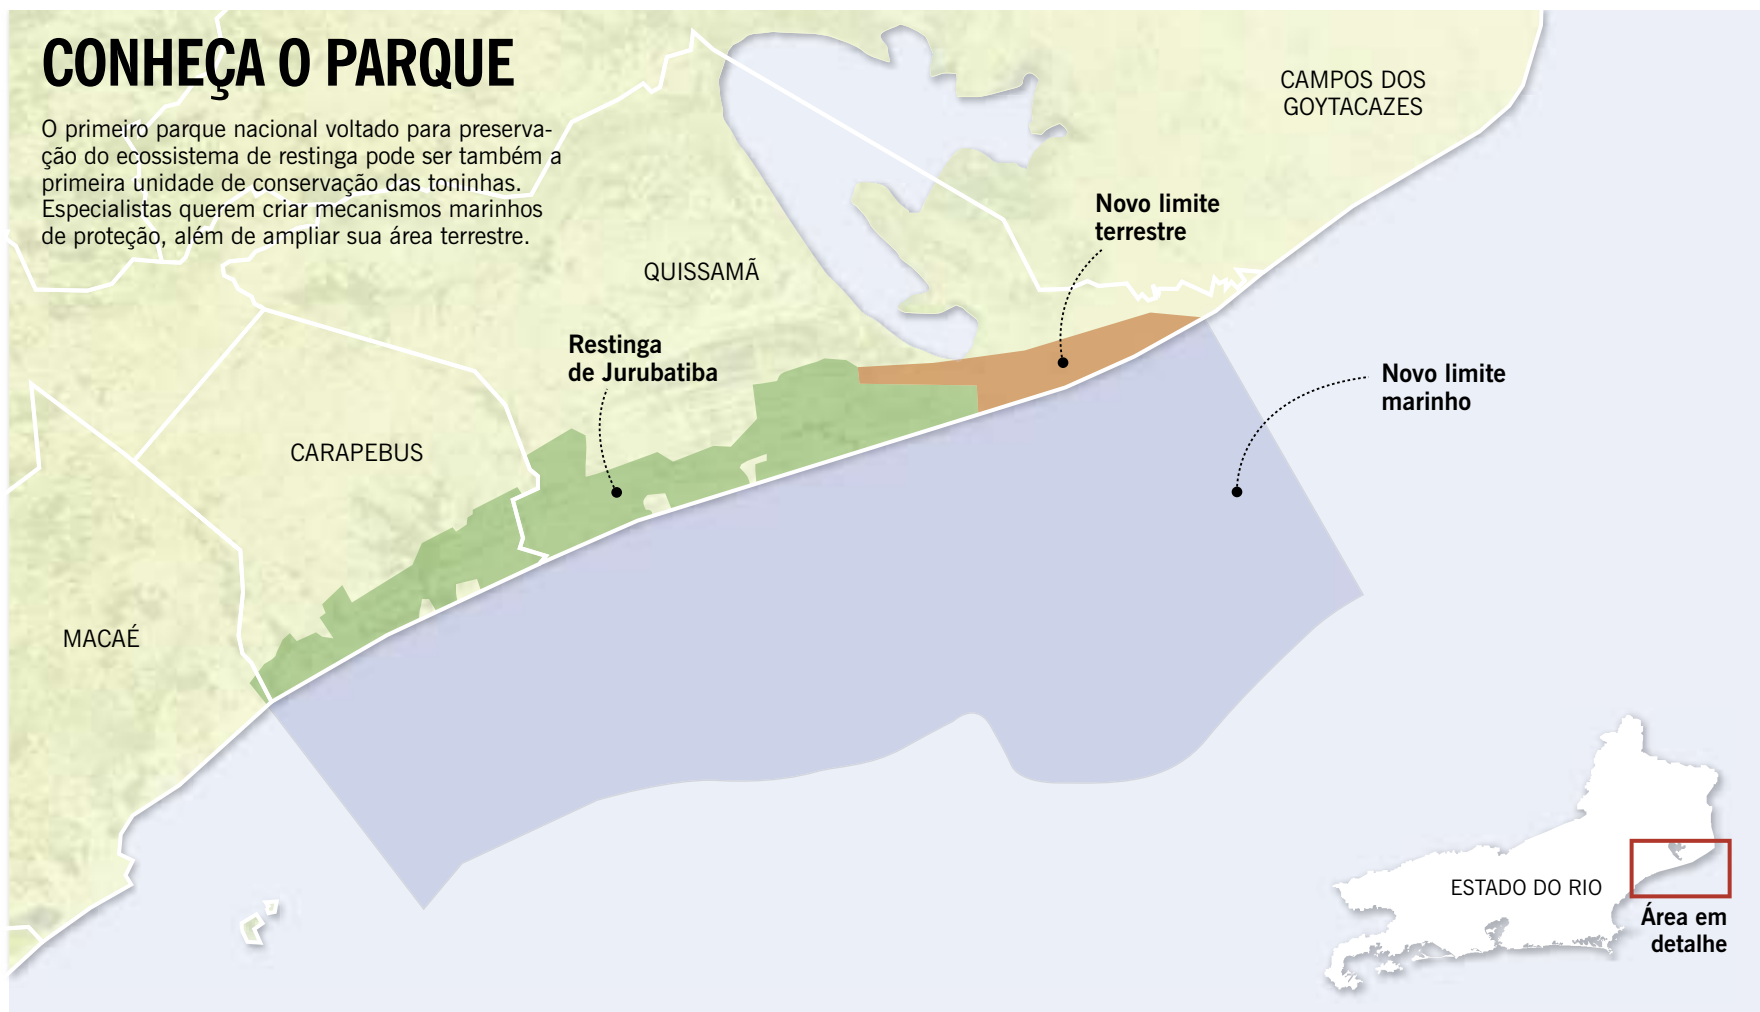 CONHEÇA O PARQUE
O primeiro parque nacional voltado para preserva-
ção do ecossistema de restinga pode ser também a
primeira unidade de conservação das toninhas.
Especialistas querem criar mecanismos marinhos
de proteção, além de ampliar sua área terrestre.
CAMPOS DOS
GOYTACAZES
Novo limite
terrestre
QUISSAMÃ
Restinga
de Jurubatiba
Novo limite
marinho
CARAPEBUS
MACAÉ
ESTADO DO RIO
Área em
detalhe